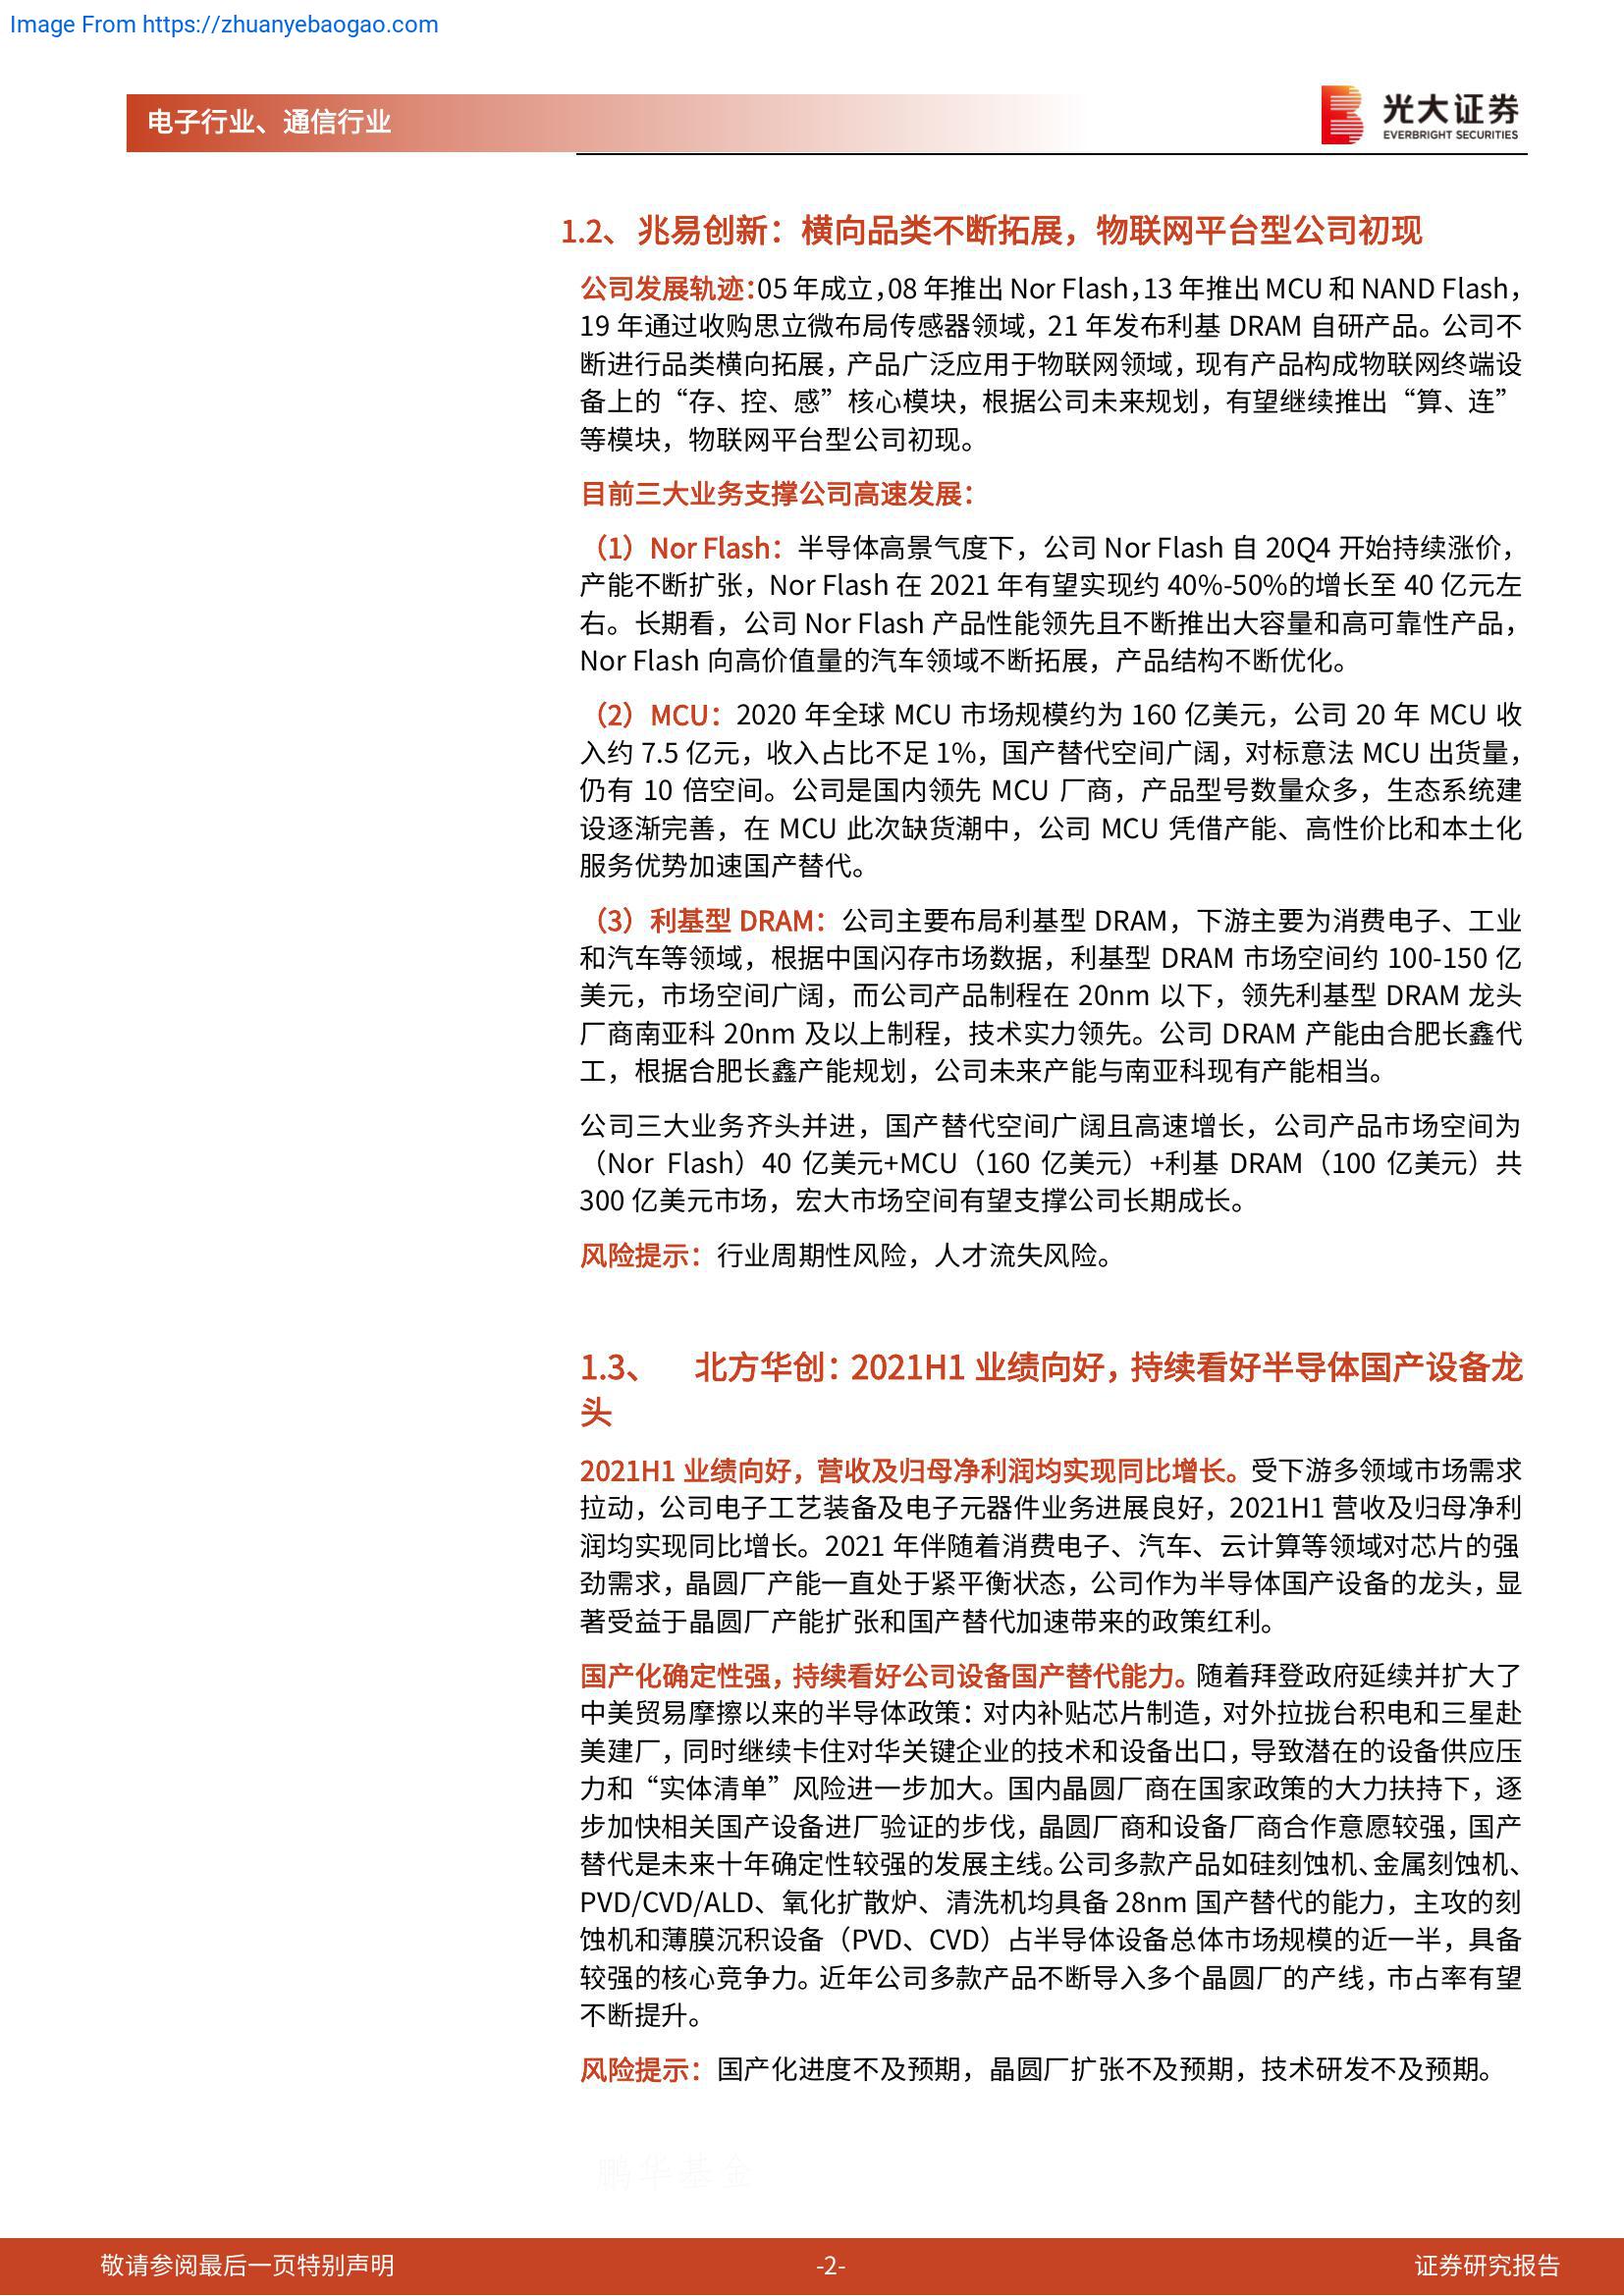 Image From https://zhuanyebaogao.com
电子行业、通信行业
光大证券
EVERBRIGHT SECURITIES
1.2、 兆易创新：横向品类不断拓展，物联网平台型公司初现
公司发展轨迹：05 年成立，08 年推出 Nor Flash，13 年推出 MCU 和 NAND Flash，
19 年通过收购思立微布局传感器领域，21 年发布利基 DRAM 自研产品。公司不
断进行品类横向拓展，产品广泛应用于物联网领域，现有产品构成物联网终端设
备上的“存、控、感”核心模块，根据公司未来规划，有望继续推出“算、连”
等模块，物联网平台型公司初现。
目前三大业务支撑公司高速发展：
（1）Nor Flash：半导体高景气度下，公司 Nor Flash 自 20Q4 开始持续涨价，
产能不断扩张，Nor Flash 在 2021 年有望实现约 40%-50%的增长至 40 亿元左
右。长期看，公司 Nor Flash 产品性能领先且不断推出大容量和高可靠性产品，
Nor Flash 向高价值量的汽车领域不断拓展，产品结构不断优化。
（2）MCU：2020 年全球 MCU 市场规模约为 160 亿美元，公司 20 年 MCU 收
入约 7.5 亿元，收入占比不足 1%，国产替代空间广阔，对标意法 MCU 出货量，
仍有 10 倍空间。公司是国内领先 MCU 厂商，产品型号数量众多，生态系统建
设逐渐完善，在 MCU 此次缺货潮中，公司 MCU 凭借产能、高性价比和本土化
服务优势加速国产替代。
（3）利基型 DRAM：公司主要布局利基型 DRAM，下游主要为消费电子、工业
和汽车等领域，根据中国闪存市场数据，利基型 DRAM 市场空间约 100-150 亿
美元，市场空间广阔，而公司产品制程在 20nm 以下，领先利基型 DRAM 龙头
厂商南亚科 20nm 及以上制程，技术实力领先。公司 DRAM 产能由合肥长鑫代
工，根据合肥长鑫产能规划，公司未来产能与南亚科现有产能相当。
公司三大业务齐头并进，国产替代空间广阔且高速增长，公司产品市场空间为
（Nor Flash）40 亿美元+MCU（160 亿美元）+利基 DRAM（100 亿美元）共
300 亿美元市场，宏大市场空间有望支撑公司长期成长。
风险提示：行业周期性风险，人才流失风险。
1.3、 北方华创：2021H1 业绩向好，持续看好半导体国产设备龙
头
2021H1 业绩向好，营收及归母净利润均实现同比增长。受下游多领域市场需求
拉动，公司电子工艺装备及电子元器件业务进展良好，2021H1 营收及归母净利
润均实现同比增长。2021 年伴随着消费电子、汽车、云计算等领域对芯片的强
劲需求，晶圆厂产能一直处于紧平衡状态，公司作为半导体国产设备的龙头，显
著受益于晶圆厂产能扩张和国产替代加速带来的政策红利。
国产化确定性强，持续看好公司设备国产替代能力。随着拜登政府延续并扩大了
中美贸易摩擦以来的半导体政策：对内补贴芯片制造，对外拉拢台积电和三星赴
美建厂，同时继续卡住对华关键企业的技术和设备出口，导致潜在的设备供应压
力和“实体清单”风险进一步加大。国内晶圆厂商在国家政策的大力扶持下，逐
步加快相关国产设备进厂验证的步伐，晶圆厂商和设备厂商合作意愿较强，国产
替代是未来十年确定性较强的发展主线。公司多款产品如硅刻蚀机、金属刻蚀机、
PVD/CVD/ALD、氧化扩散炉、清洗机均具备 28nm 国产替代的能力，主攻的刻
蚀机和薄膜沉积设备（PVD、CVD）占半导体设备总体市场规模的近一半，具备
较强的核心竞争力。近年公司多款产品不断导入多个晶圆厂的产线，市占率有望
不断提升。
风险提示：国产化进度不及预期，晶圆厂扩张不及预期，技术研发不及预期。
鹏华基金
敬请参阅最后一页特别声明
-2-
证券研究报告